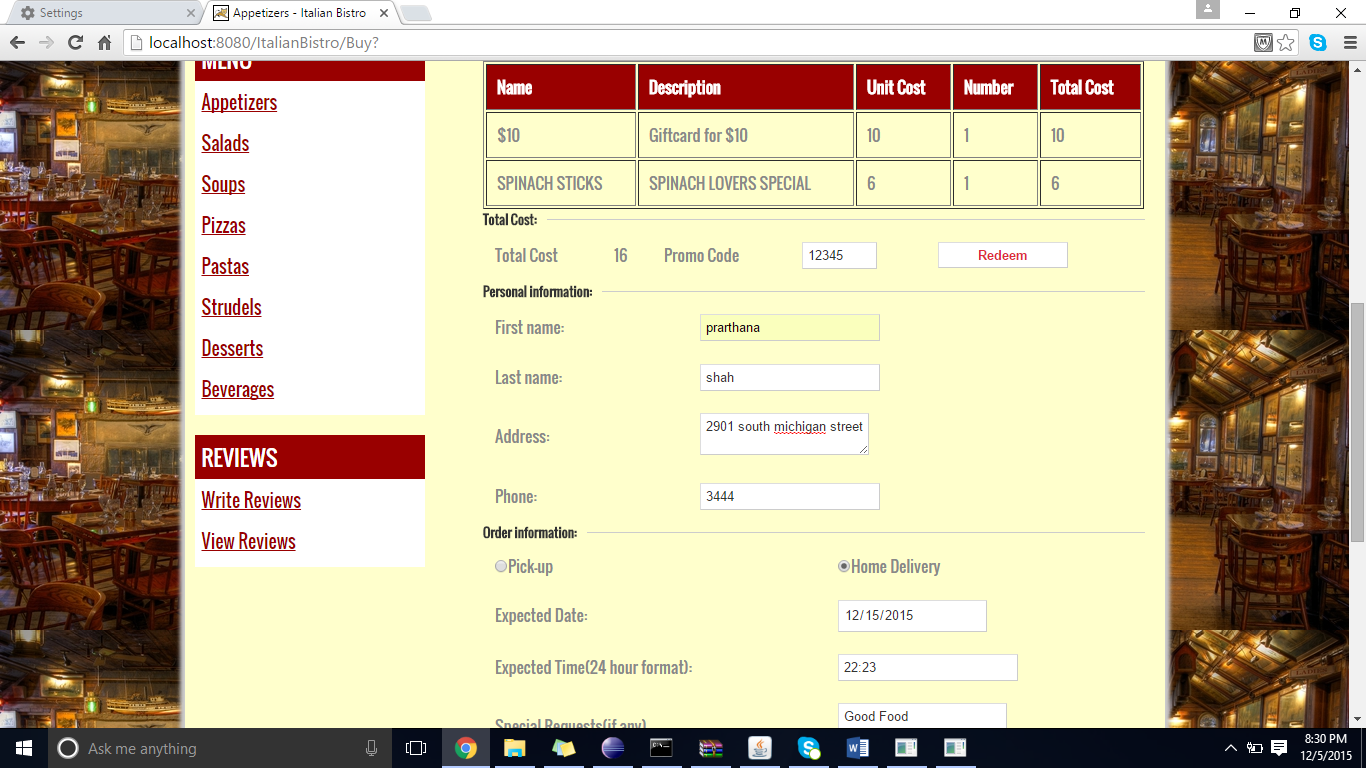 Settings
Appetizers - Italian Bistro
localhost:8080/ItalianBistro/Buy?
MENU
Appetizers
Salads
Soups
Pizzas
Pastas
Strudels
Desserts
Beverages
REVIEWS
Write Reviews
View Reviews
Name Description Unit Cost Number Total Cost
$10 Giftcard for $10 10 1 10
SPINACH STICKS SPINACH LOVERS SPECIAL 6 1 6
Total Cost:
Total Cost 16 Promo Code 12345 Redeem
Personal information:
First name: prarthana
Last name: shah
Address: 2901 south michigan street
Phone: 3444
Order information:
Pick-up Home Delivery
Expected Date: 12/15/2015
Expected Time(24 hour format): 22:23
Special Requests(if any) Good Food
Ask me anything
8:30 PM
12/5/2015